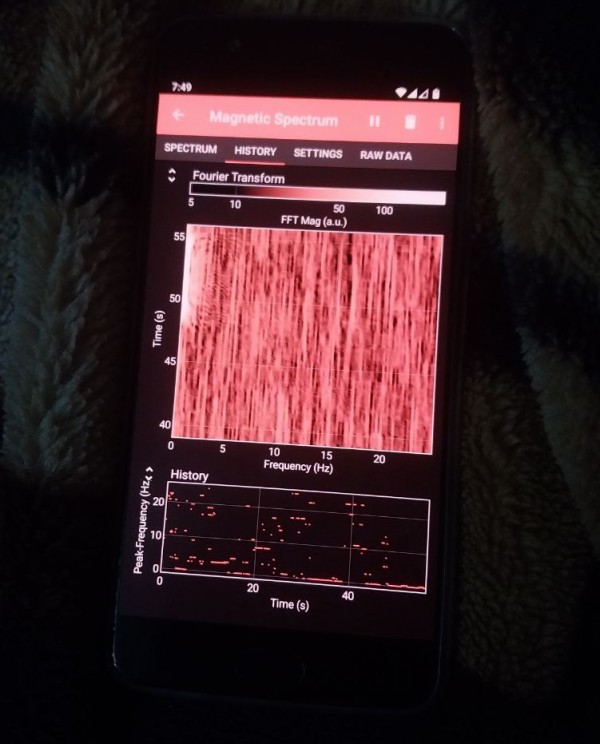 7:49
Magnetic Spectrum
SPECTRUM HISTORY SETTINGS RAW DATA
Fourier Transform
5 10 50 100
FFT Mag (a.u.)
55
50
45
40
Time (s)
0 5 10 15 20
Frequency (Hz)
History
20
10
0
Peak-Frequency (Hz
0 20 40
Time (s)